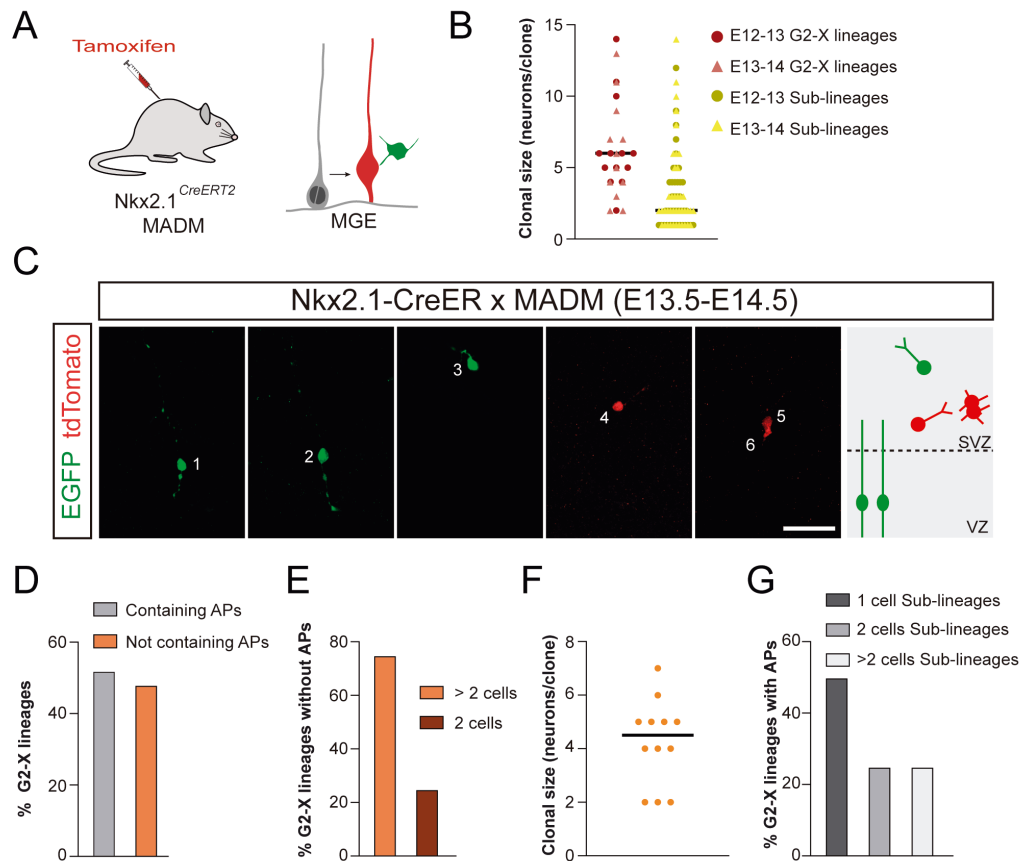 A
Tamoxifen
Nkx2.1CreERT2
MADM
MGE
B
Clonal size (neurons/clone)
15
10
5
0
E12-13 G2-X lineages
E13-14 G2-X lineages
E12-13 Sub-lineages
E13-14 Sub-lineages
C
Nkx2.1-CreER x MADM (E13.5-E14.5)
EGFP tdTomato
1
2
3
4
5
6
SVZ
VZ
D
Containing APs
Not containing APs
% G2-X lineages
60
40
20
0
E
% G2-X lineages without APs
80
60
40
20
0
> 2 cells
2 cells
F
Clonal size (neurons/clone)
8
6
4
2
G
1 cell Sub-lineages
2 cells Sub-lineages
>2 cells Sub-lineages
% G2-X lineages with APs
60
40
20
0